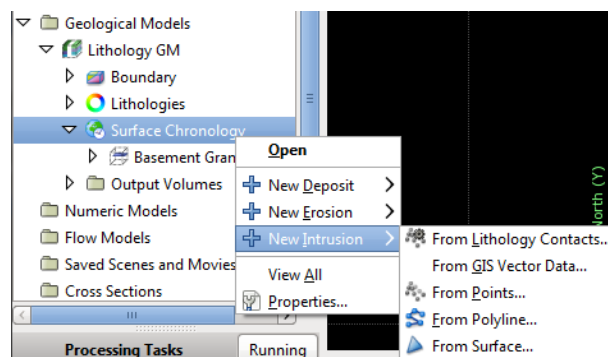 Geological Models
Lithology GM
Boundary
Lithologies
Surface Chronology
Basement Gran
Output Volumes
Numeric Models
Flow Models
Saved Scenes and Movies
Cross Sections
Processing Tasks
Running
Open
New Deposit
New Erosion
New Intrusion
View All
Properties...
From Lithology Contacts...
From GIS Vector Data...
From Points...
From Polyline...
From Surface...
North (Y)